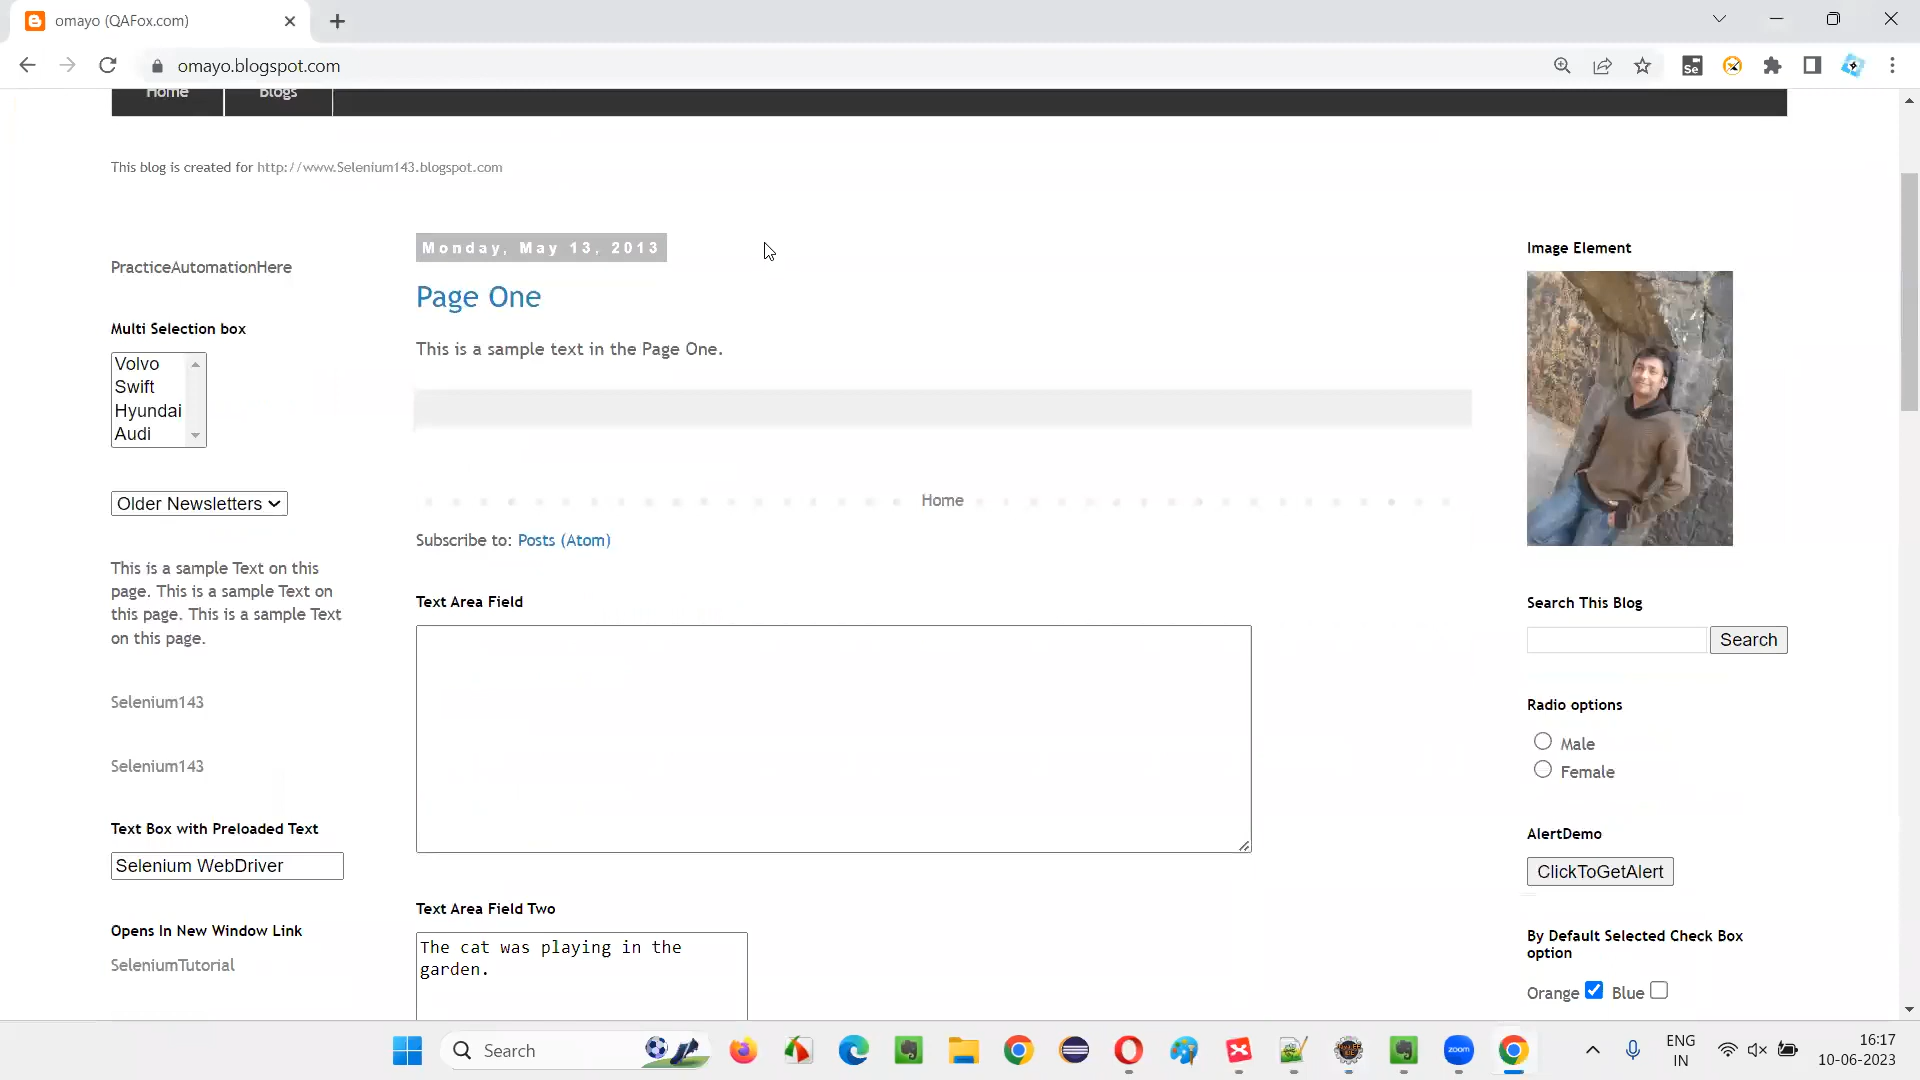 omayo (QAFox.com)
omayo.blogspot.com
Home
Blogs
This blog is created for http://www.Selenium143.blogspot.com
PracticeAutomationHere
Multi Selection box
Volvo
Swift
Hyundai
Audi
Older Newsletters
This is a sample Text on this
page. This is a sample Text on
this page. This is a sample Text
on this page.
Selenium143
Selenium143
Text Box with Preloaded Text
Selenium WebDriver
Opens In New Window Link
SeleniumTutorial
Monday, May 13, 2013
Page One
This is a sample text in the Page One.
Home
Subscribe to: Posts (Atom)
Text Area Field
Text Area Field Two
The cat was playing in the
garden.
Image Element
Search This Blog
Search
Radio options
Male
Female
AlertDemo
ClickToGetAlert
By Default Selected Check Box
option
Orange Blue
Search
zoom
ENG
IN
16:17
10-06-2023